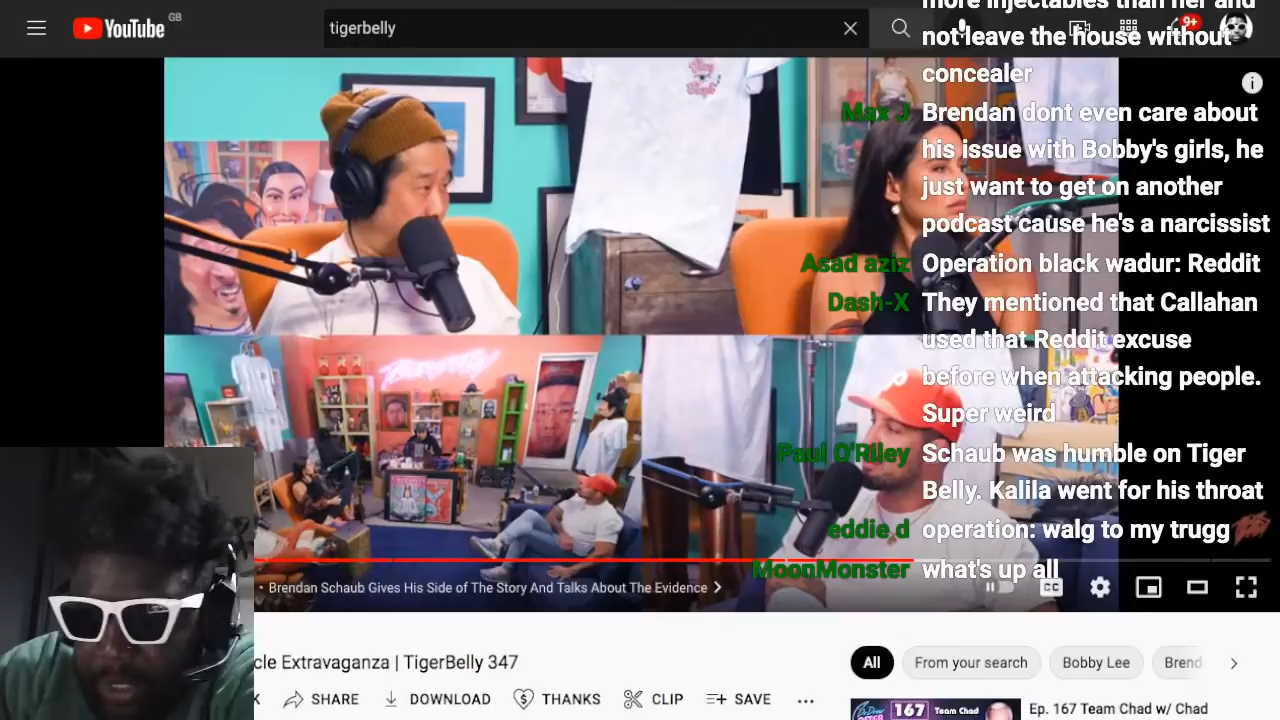 YouTube GB
tigerbelly
9+
more injectables than her and
not leave the house without
concealer
Max J Brendan dont even care about
his issue with Bobby's girls, he
just want to get on another
podcast cause he's a narcissist
Asad aziz Operation black wadur: Reddit
Dash-X They mentioned that Callahan
used that Reddit excuse
before when attacking people.
Super weird
Paul O'Riley Schaub was humble on Tiger
Belly. Kalila went for his throat
eddie d operation: walg to my trugg
MoonMonster what's up all
• Brendan Schaub Gives His Side of The Story And Talks About The Evidence
CC
cle Extravaganza | TigerBelly 347
K SHARE DOWNLOAD THANKS CLIP SAVE ...
All From your search Bobby Lee Brend
167 Team Chad
Ep. 167 Team Chad w/ Chad